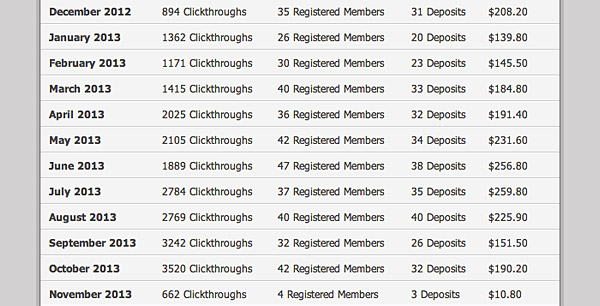 December 2012 894 Clickthroughs 35 Registered Members 31 Deposits $208.20
January 2013 1362 Clickthroughs 26 Registered Members 20 Deposits $139.80
February 2013 1171 Clickthroughs 30 Registered Members 23 Deposits $145.50
March 2013 1415 Clickthroughs 40 Registered Members 33 Deposits $184.80
April 2013 2025 Clickthroughs 36 Registered Members 32 Deposits $191.40
May 2013 2105 Clickthroughs 42 Registered Members 34 Deposits $231.60
June 2013 1889 Clickthroughs 47 Registered Members 38 Deposits $256.80
July 2013 2784 Clickthroughs 37 Registered Members 35 Deposits $259.80
August 2013 2769 Clickthroughs 40 Registered Members 40 Deposits $225.90
September 2013 3242 Clickthroughs 32 Registered Members 26 Deposits $151.50
October 2013 3520 Clickthroughs 42 Registered Members 32 Deposits $190.20
November 2013 662 Clickthroughs 4 Registered Members 3 Deposits $10.80